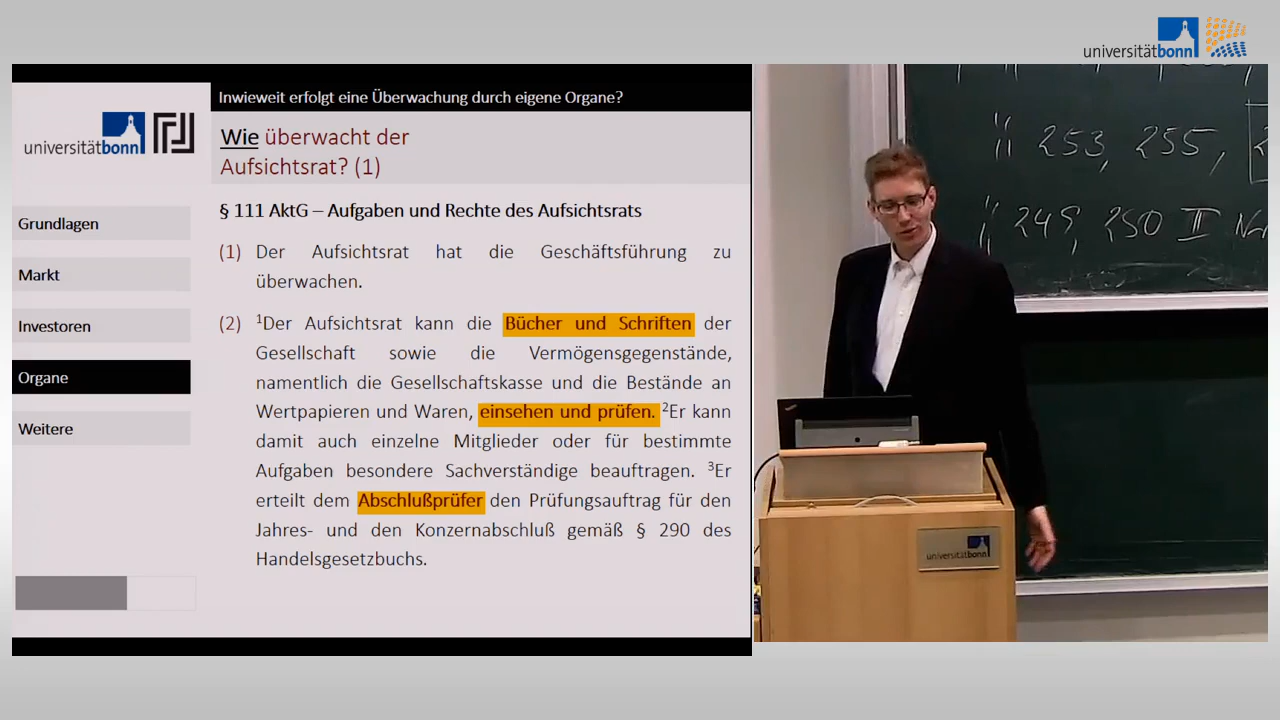 universitätbonn
Inwieweit erfolgt eine Überwachung durch eigene Organe?
universitätbonn
Wie überwacht der
Aufsichtsrat? (1)
Grundlagen
Markt
Investoren
Organe
Weitere
§ 111 AktG – Aufgaben und Rechte des Aufsichtsrats
(1) Der Aufsichtsrat hat die Geschäftsführung zu
überwachen.
(2) ¹Der Aufsichtsrat kann die Bücher und Schriften der
Gesellschaft sowie die Vermögensgegenstände,
namentlich die Gesellschaftskasse und die Bestände an
Wertpapieren und Waren, einsehen und prüfen. ²Er kann
damit auch einzelne Mitglieder oder für bestimmte
Aufgaben besondere Sachverständige beauftragen. ³Er
erteilt dem Abschlußprüfer den Prüfungsauftrag für den
Jahres- und den Konzernabschluß gemäß § 290 des
Handelsgesetzbuchs.
253, 255,
249, 250 II
universitätbonn